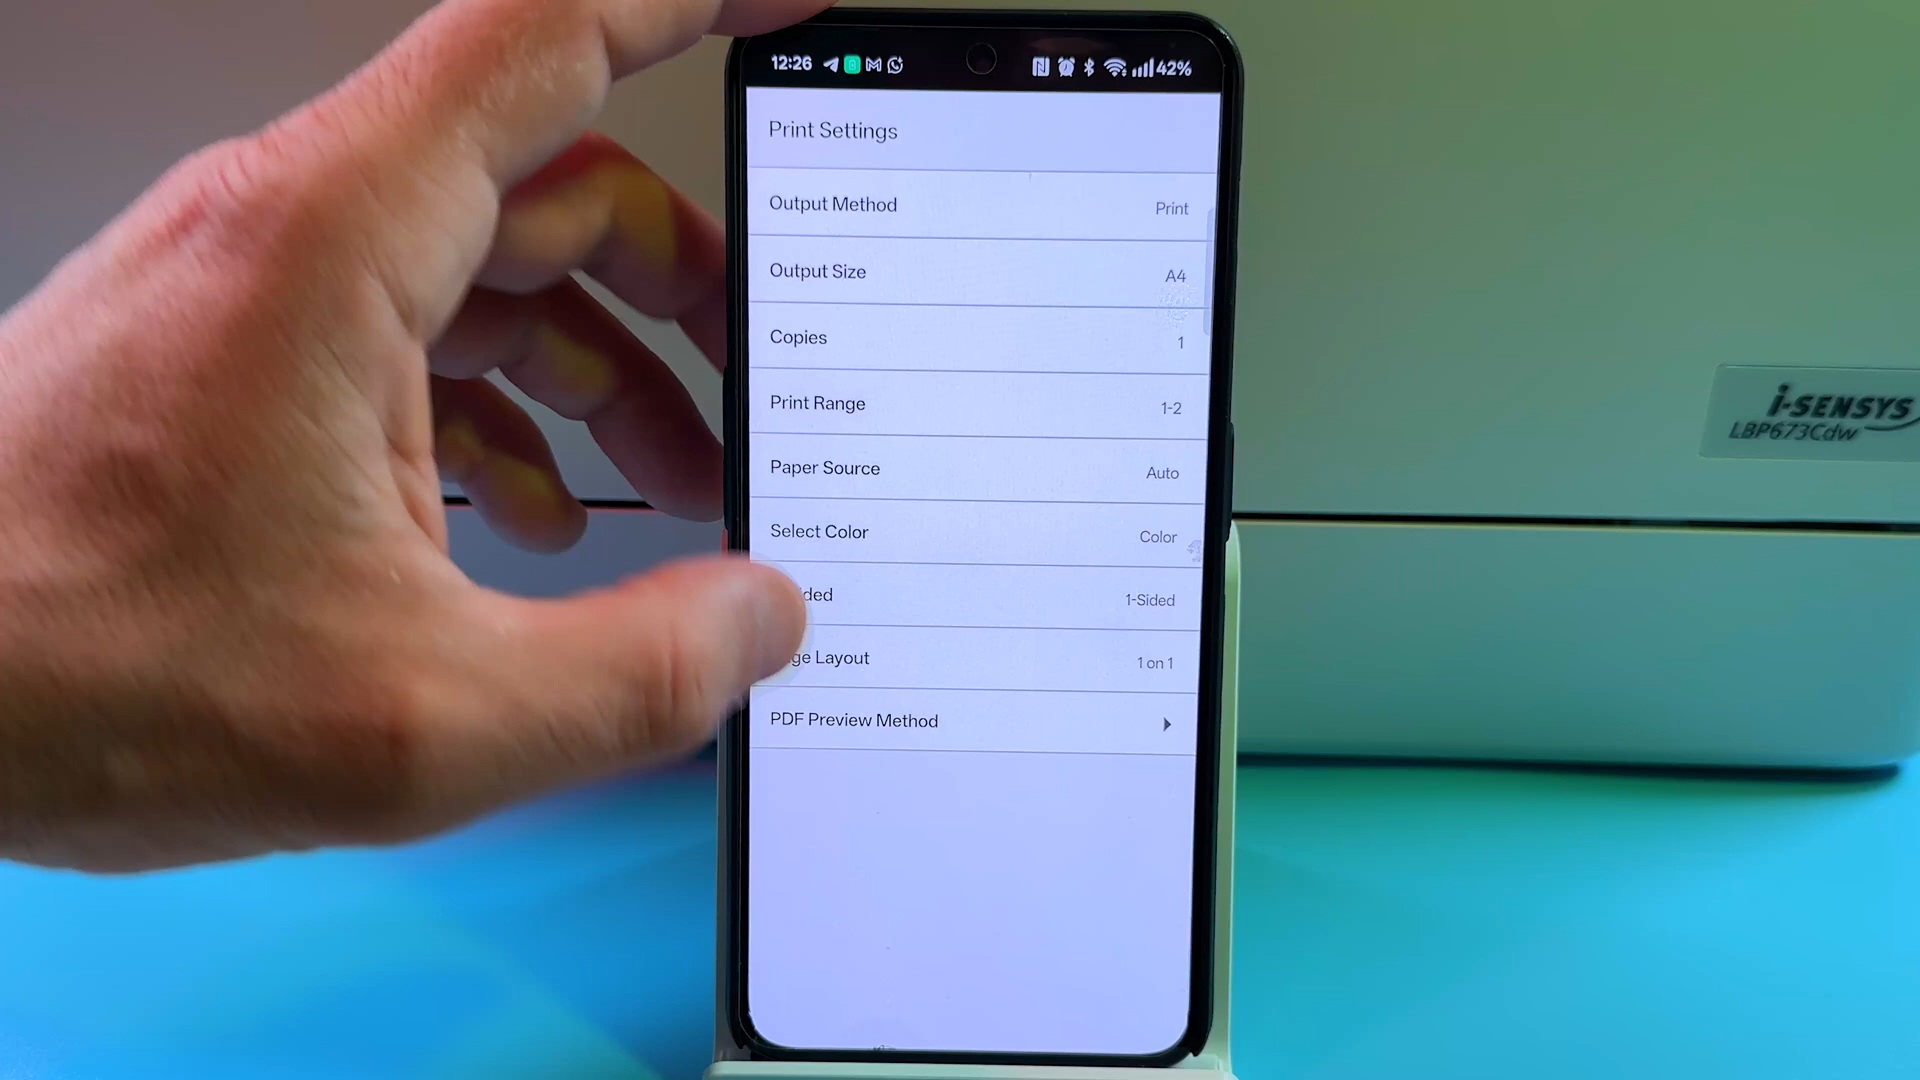 12:26 42%
Print Settings
Output Method Print
Output Size A4
Copies 1
Print Range 1-2
Paper Source Auto
Select Color Color
ded 1-Sided
ge Layout 1 on 1
PDF Preview Method
i-SENSYS
LBP673Cdw